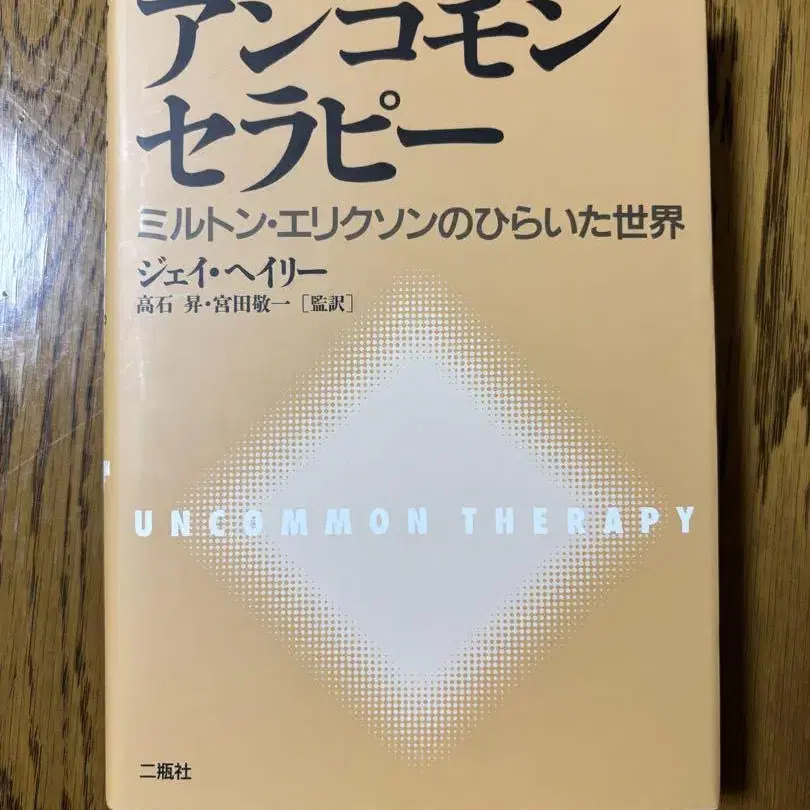 アンコモン
セラピー
ミルトン・エリクソンのひらいた世界
ジェイ・ヘイリー
高石 昇・宮田敬一［監訳］
UNCOMMON THERAPY
二瓶社